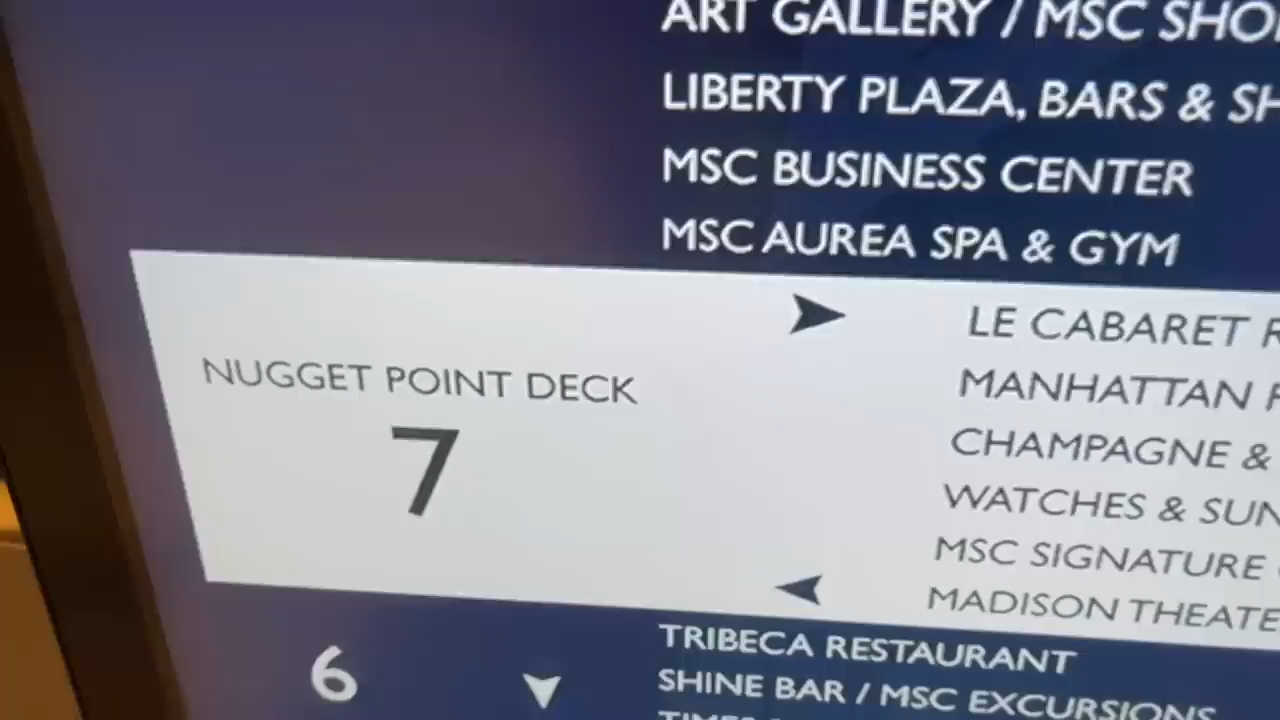 ART GALLERY / MSC
LIBERTY PLAZA, BARS &
MSC BUSINESS CENTER
MSC AUREA SPA & GYM
NUGGET POINT DECK
7
LE CABARET
MANHATTAN
CHAMPAGNE &
WATCHES &
MSC SIGNATURE
MADISON
6
TRIBECA RESTAURANT
SHINE BAR / MSC EXCURSIONS